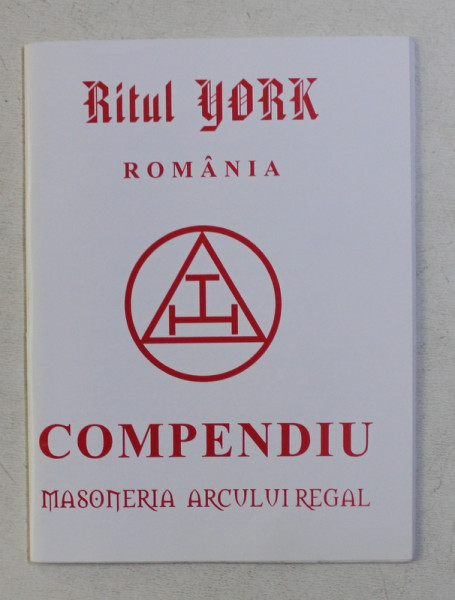 Ritul YORK
ROMÂNIA
COMPENDIU
MASONERIA ARCULUI REGAL